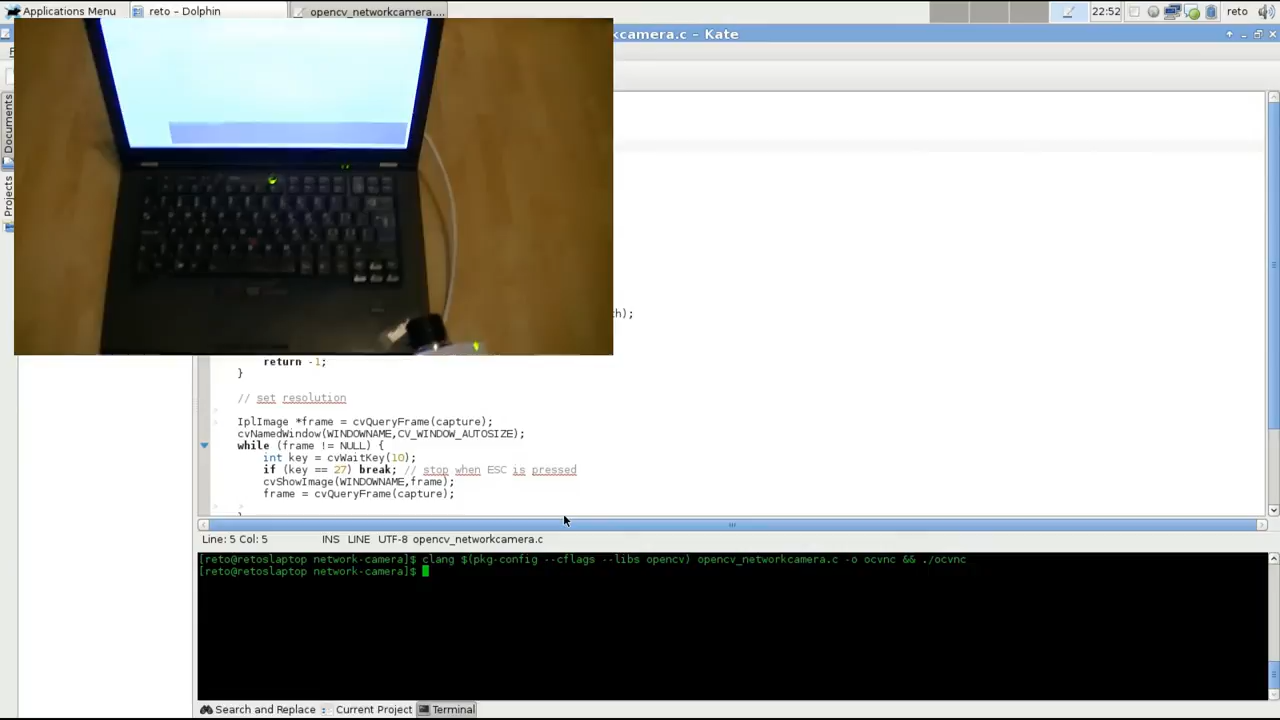 Applications Menu
reto – Dolphin
opencv_networkcamera....
22:52
reto
kcamera.c – Kate
Documents
Projects
th);
return -1;
}
// set resolution
IplImage *frame = cvQueryFrame(capture);
cvNamedWindow(WINDOWNAME,CV_WINDOW_AUTOSIZE);
while (frame != NULL) {
int key = cvWaitKey(10);
if (key == 27) break; // stop when ESC is pressed
cvShowImage(WINDOWNAME,frame);
frame = cvQueryFrame(capture);
Line: 5 Col: 5 INS LINE UTF-8 opencv_networkcamera.c
[reto@retoslaptop network-camera]$ clang $(pkg-config --cflags --libs opencv) opencv_networkcamera.c -o ocvnc && ./ocvnc
[reto@retoslaptop network-camera]$
Search and Replace
Current Project
Terminal